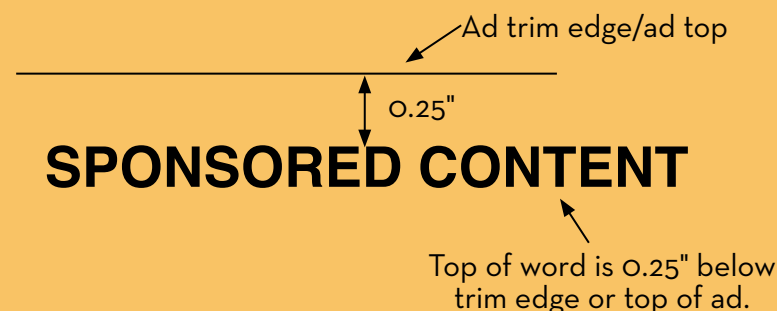 Ad trim edge/ad top
0.25"
SPONSORED CONTENT
Top of word is 0.25" below
trim edge or top of ad.